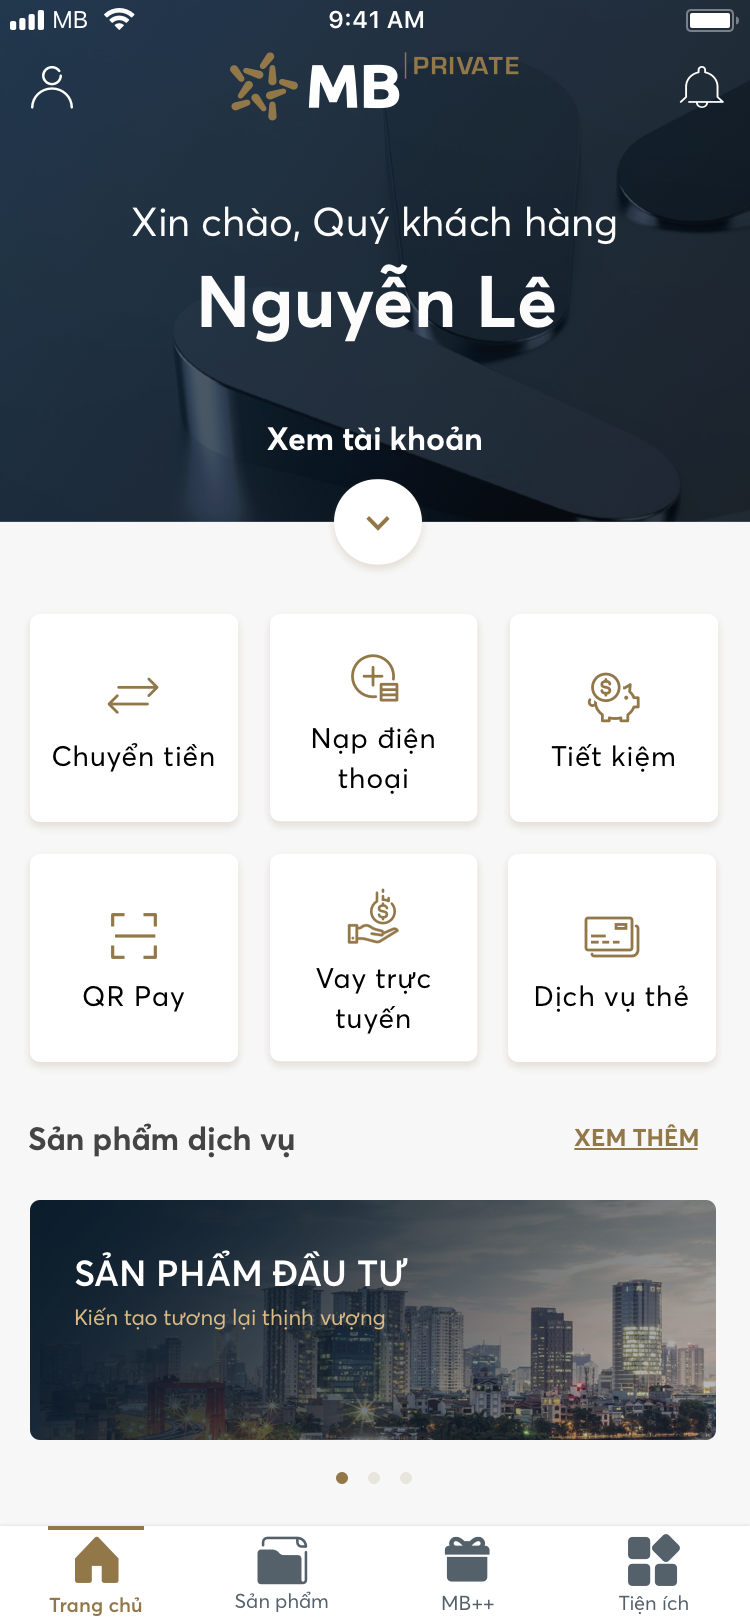 MB 9:41 AM
MB PRIVATE
Xin chào, Quý khách hàng
Nguyễn Lê
Xem tài khoản
Chuyển tiền
Nạp điện
thoại
Tiết kiệm
QR Pay
Vay trực
tuyến
Dịch vụ thẻ
Sản phẩm dịch vụ XEM THÊM
SẢN PHẨM ĐẦU TƯ
Kiến tạo tương lại thịnh vượng
Trang chủ Sản phẩm MB++ Tiện ích